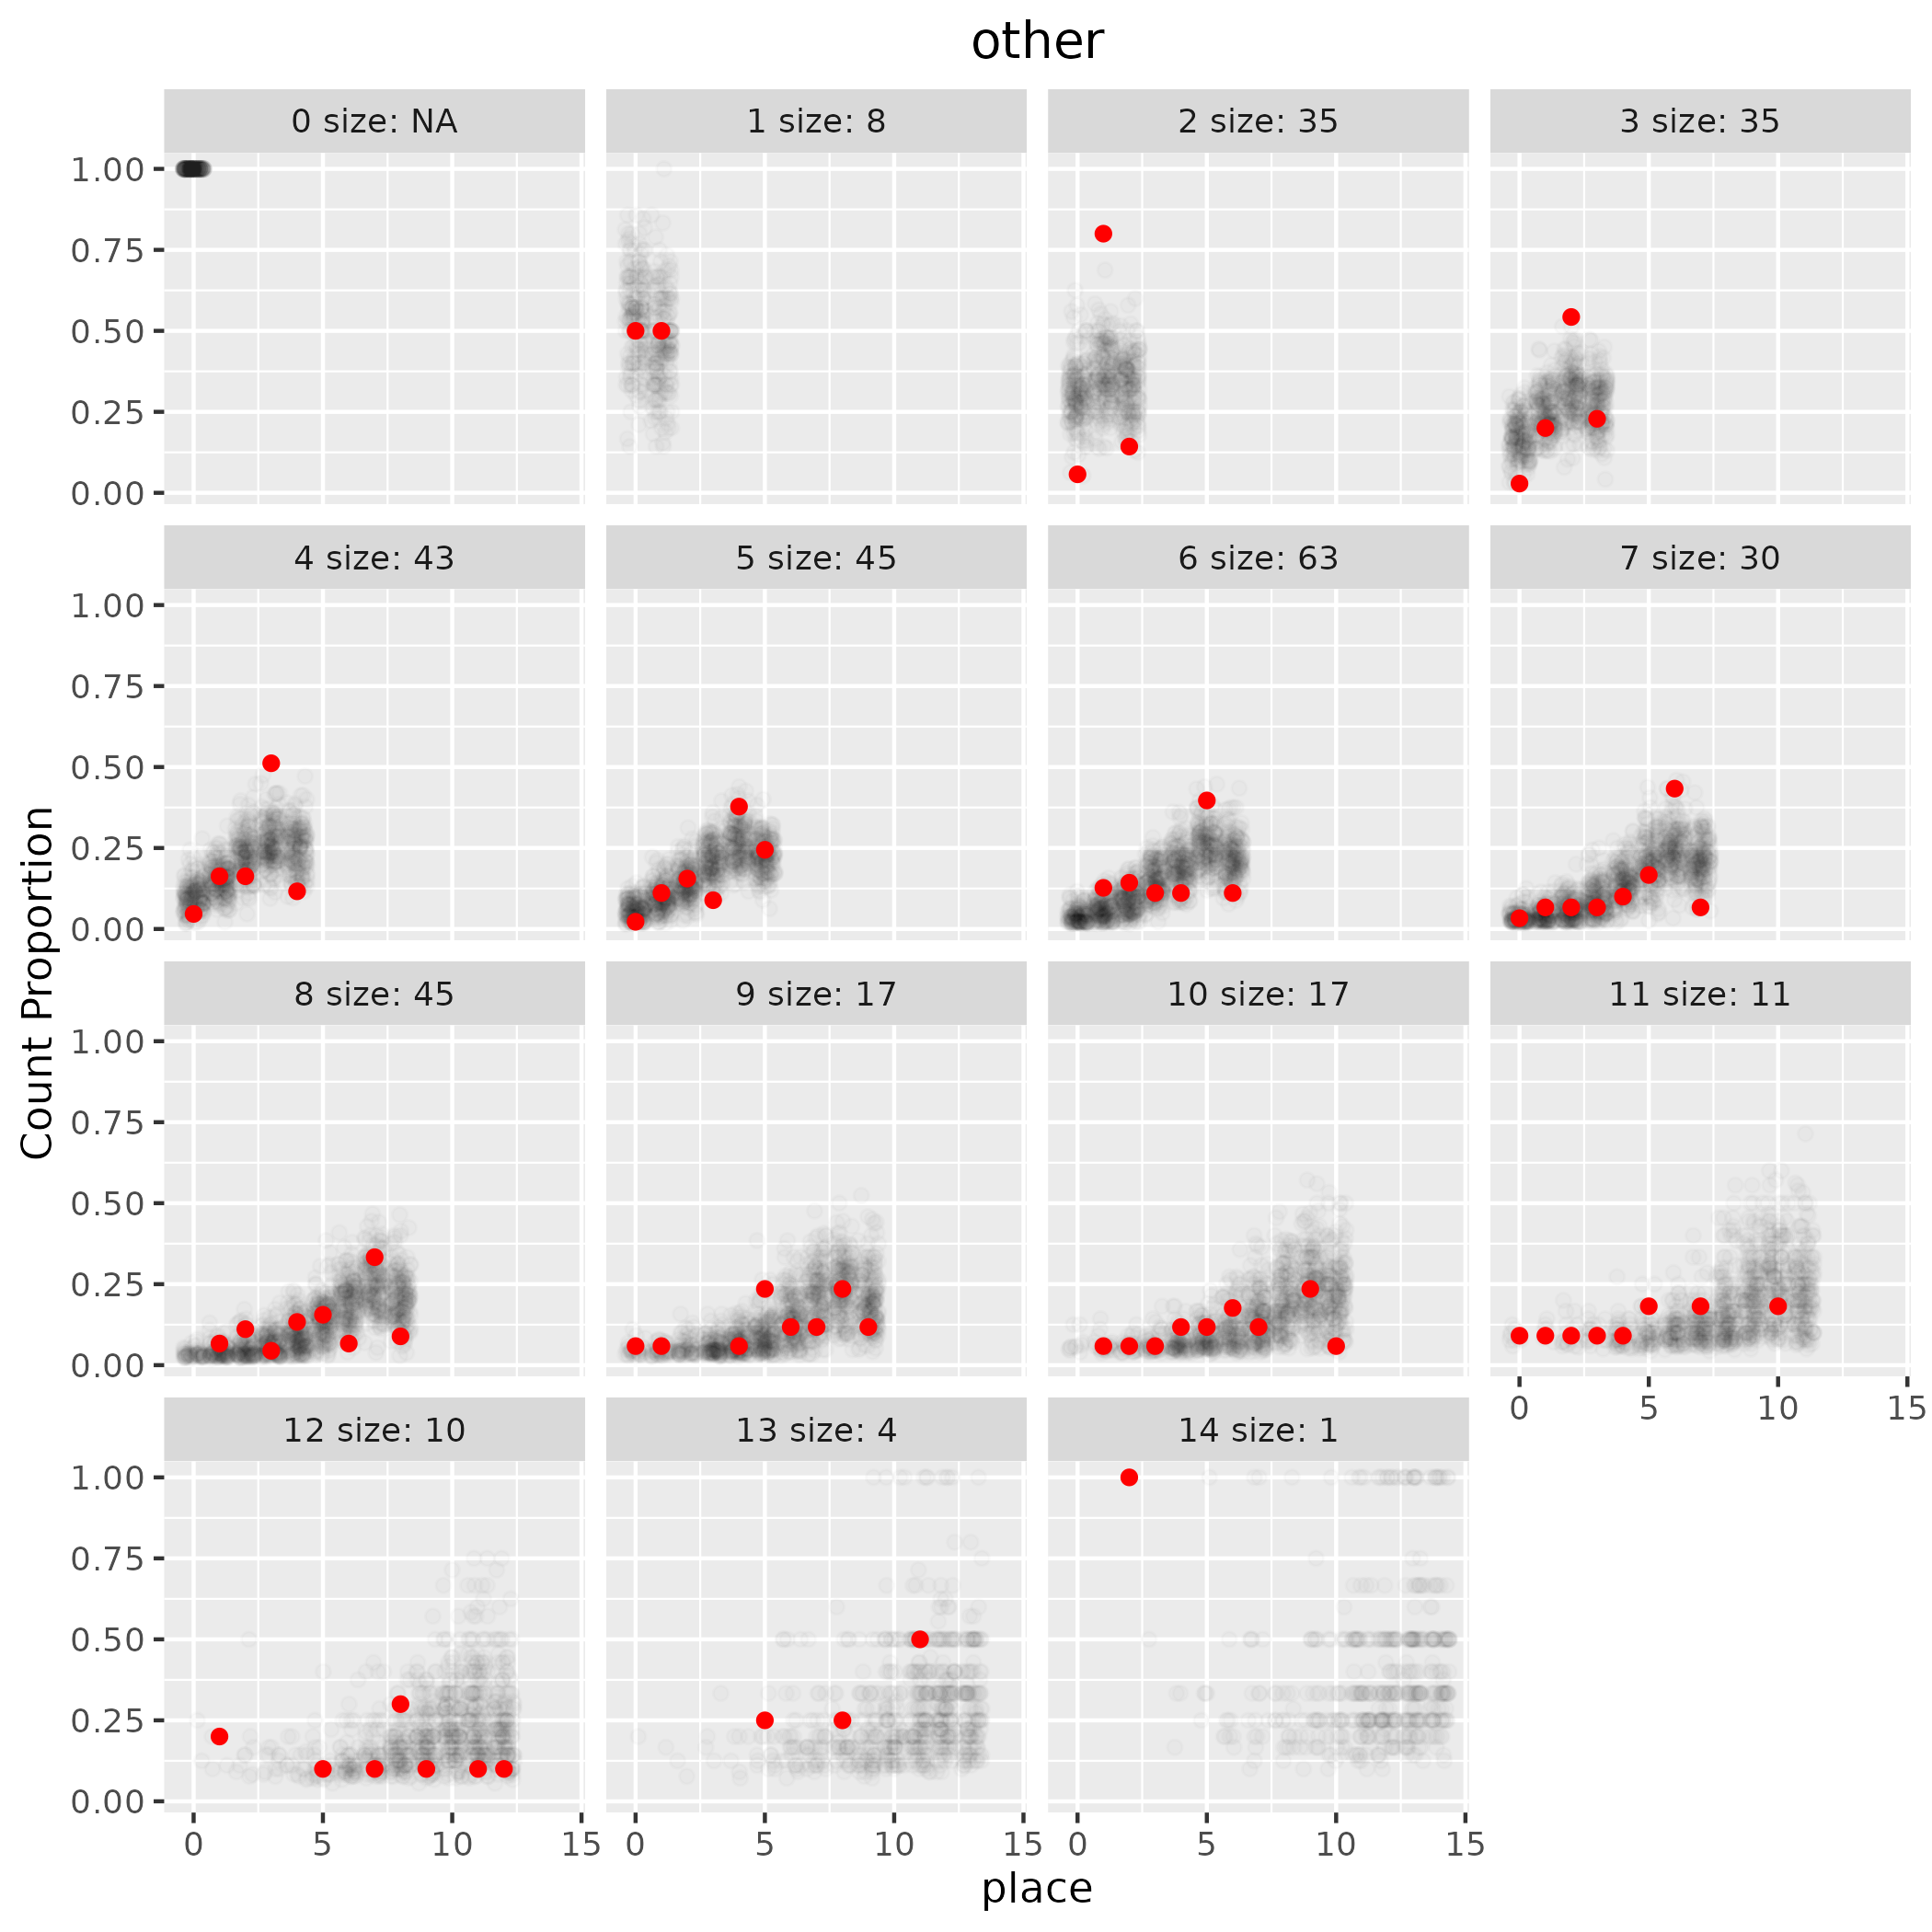 other
0 size: NA
1 size: 8
2 size: 35
3 size: 35
1.00
0.75
0.50
0.25
0.00
4 size: 43
5 size: 45
6 size: 63
7 size: 30
1.00
0.75
0.50
0.25
0.00
Count Proportion
8 size: 45
9 size: 17
10 size: 17
11 size: 11
1.00
0.75
0.50
0.25
0.00
0 5 10 15
12 size: 10
13 size: 4
14 size: 1
1.00
0.75
0.50
0.25
0.00
0 5 10 15
0 5 10 15
0 5 10 15
place